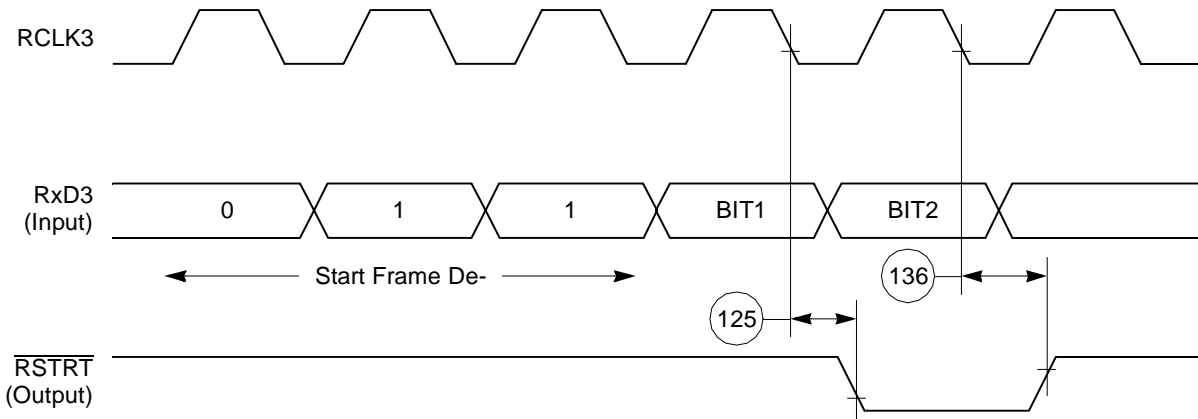 RCLK3
RxD3
(Input)
0
1
1
BIT1
BIT2
Start Frame De-
136
125
RSTRT
(Output)